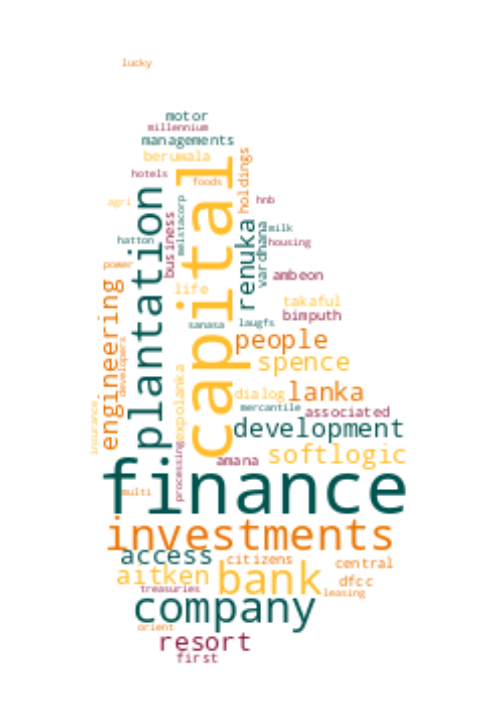 lucky
motor
millennium
managements
berumala
hotels
foods
holdings
agri
plantation
capital
melstacorp
business
hnb
renuka
vardhana
milk
hatton
housing
power
ambeon
life
engineering
takaful
bimputh
sanasa
laugfs
people
developers
expolanka
spence
dialog
lanka
insurance
mercantile
associated
development
processing
amana
softlogic
finance
multi
investments
access
citizens
central
aitken
bank
dfcc
treasuries
leasing
company
orient
resort
first